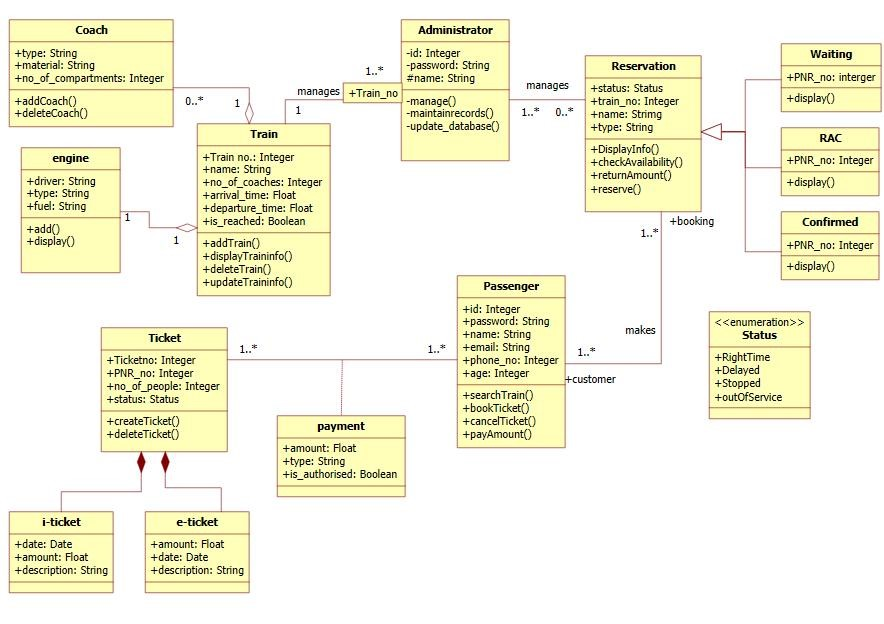 Coach
+type: String
+material: String
+no_of_compartments: Integer
+addCoach()
+deleteCoach()
0..*
1
engine
+driver: String
+type: String
+fuel: String
+add()
+display()
1
1
Train
+Train no.: Integer
+name: String
+no_of_coaches: Integer
+arrival_time: Float
+departure_time: Float
+is_reached: Boolean
+addTrain()
+displayTraininfo()
+deleteTrain()
+updateTraininfo()
manages
1
1..*
+Train_no
Administrator
-id: Integer
-password: String
#name: String
-manage()
-maintainrecords()
-update_database()
manages
1..*
0..*
Reservation
+status: Status
+train_no: Integer
+name: Strimg
+type: String
+DisplayInfo()
+checkAvailability()
+returnAmount()
+reserve()
Waiting
+PNR_no: interger
+display()
RAC
+PNR_no: Integer
+display()
Confirmed
+PNR_no: Integer
+display()
+booking
1..*
makes
1..*
+customer
Passenger
+id: Integer
+password: String
+name: String
+email: String
+phone_no: Integer
+age: Integer
+searchTrain()
+bookTicket()
+cancelTicket()
+payAmount()
<<enumeration>>
Status
+RightTime
+Delayed
+Stopped
+outOfService
Ticket
+Ticketno: Integer
+PNR_no: Integer
+no_of_people: Integer
+status: Status
+createTicket()
+deleteTicket()
1..*
1..*
payment
+amount: Float
+type: String
+is_authorised: Boolean
i-ticket
+date: Date
+amount: Float
+description: String
e-ticket
+amount: Float
+date: Date
+description: String